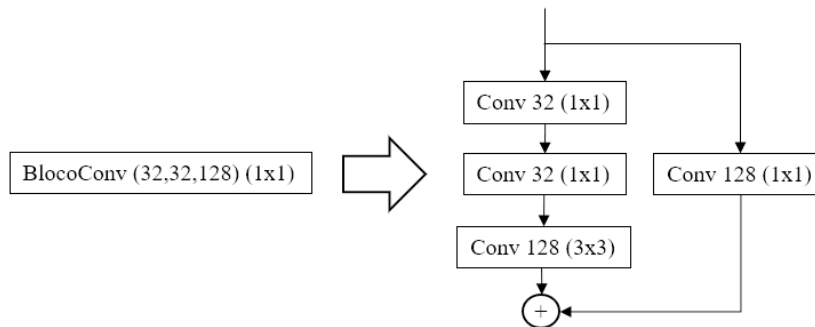 Conv 32 (1x1)
BlocoConv (32,32,128) (1x1)
Conv 32 (1x1)
Conv 128 (1x1)
Conv 128 (3x3)
+